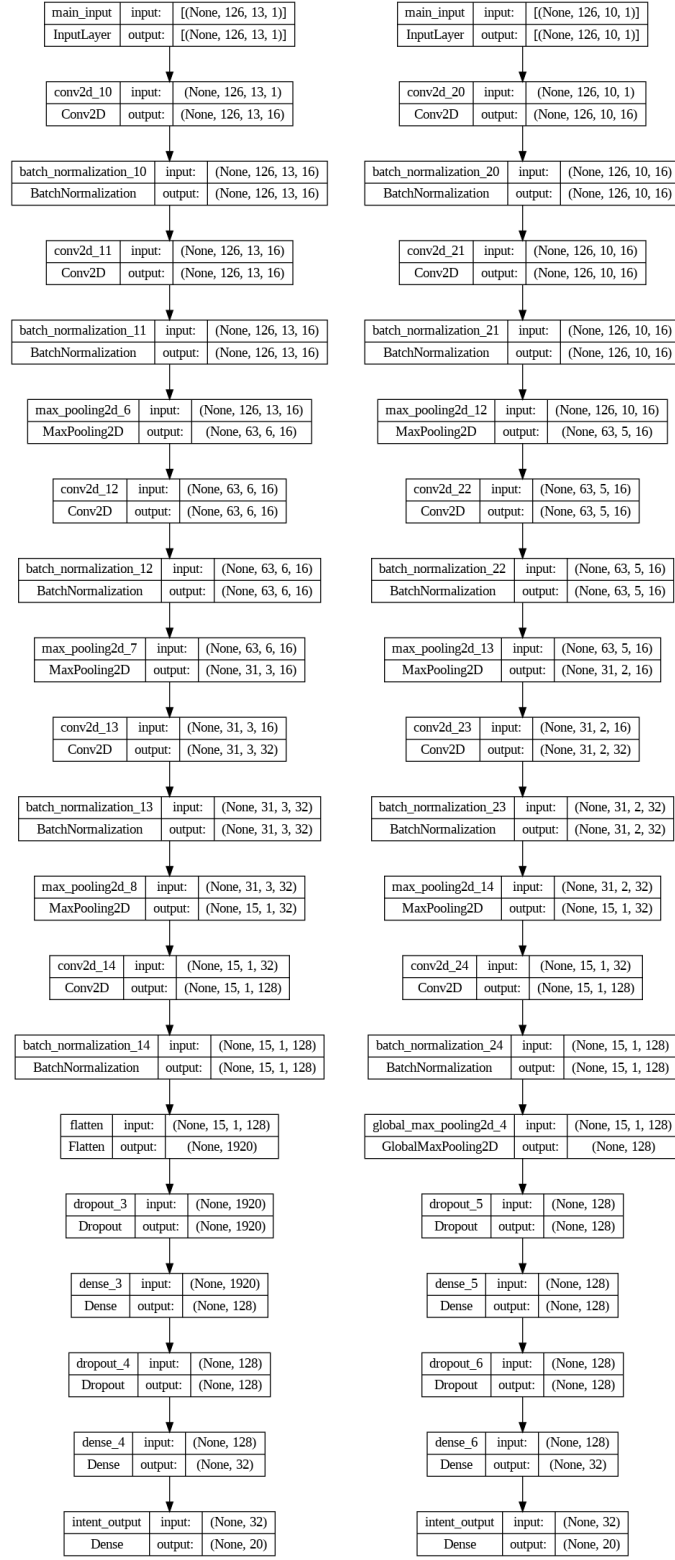 main_input input: [(None, 126, 13, 1)]
InputLayer output: [(None, 126, 13, 1)]
conv2d_10 input: (None, 126, 13, 1)
Conv2D output: (None, 126, 13, 16)
batch_normalization_10 input: (None, 126, 13, 16)
BatchNormalization output: (None, 126, 13, 16)
conv2d_11 input: (None, 126, 13, 16)
Conv2D output: (None, 126, 13, 16)
batch_normalization_11 input: (None, 126, 13, 16)
BatchNormalization output: (None, 126, 13, 16)
max_pooling2d_6 input: (None, 126, 13, 16)
MaxPooling2D output: (None, 63, 6, 16)
conv2d_12 input: (None, 63, 6, 16)
Conv2D output: (None, 63, 6, 16)
batch_normalization_12 input: (None, 63, 6, 16)
BatchNormalization output: (None, 63, 6, 16)
max_pooling2d_7 input: (None, 63, 6, 16)
MaxPooling2D output: (None, 31, 3, 16)
conv2d_13 input: (None, 31, 3, 16)
Conv2D output: (None, 31, 3, 32)
batch_normalization_13 input: (None, 31, 3, 32)
BatchNormalization output: (None, 31, 3, 32)
max_pooling2d_8 input: (None, 31, 3, 32)
MaxPooling2D output: (None, 15, 1, 32)
conv2d_14 input: (None, 15, 1, 32)
Conv2D output: (None, 15, 1, 128)
batch_normalization_14 input: (None, 15, 1, 128)
BatchNormalization output: (None, 15, 1, 128)
flatten input: (None, 15, 1, 128)
Flatten output: (None, 1920)
dropout_3 input: (None, 1920)
Dropout output: (None, 1920)
dense_3 input: (None, 1920)
Dense output: (None, 128)
dropout_4 input: (None, 128)
Dropout output: (None, 128)
dense_4 input: (None, 128)
Dense output: (None, 32)
intent_output input: (None, 32)
Dense output: (None, 20)
main_input input: [(None, 126, 10, 1)]
InputLayer output: [(None, 126, 10, 1)]
conv2d_20 input: (None, 126, 10, 1)
Conv2D output: (None, 126, 10, 16)
batch_normalization_20 input: (None, 126, 10, 16)
BatchNormalization output: (None, 126, 10, 16)
conv2d_21 input: (None, 126, 10, 16)
Conv2D output: (None, 126, 10, 16)
batch_normalization_21 input: (None, 126, 10, 16)
BatchNormalization output: (None, 126, 10, 16)
max_pooling2d_12 input: (None, 126, 10, 16)
MaxPooling2D output: (None, 63, 5, 16)
conv2d_22 input: (None, 63, 5, 16)
Conv2D output: (None, 63, 5, 16)
batch_normalization_22 input: (None, 63, 5, 16)
BatchNormalization output: (None, 63, 5, 16)
max_pooling2d_13 input: (None, 63, 5, 16)
MaxPooling2D output: (None, 31, 2, 16)
conv2d_23 input: (None, 31, 2, 16)
Conv2D output: (None, 31, 2, 32)
batch_normalization_23 input: (None, 31, 2, 32)
BatchNormalization output: (None, 31, 2, 32)
max_pooling2d_14 input: (None, 31, 2, 32)
MaxPooling2D output: (None, 15, 1, 32)
conv2d_24 input: (None, 15, 1, 32)
Conv2D output: (None, 15, 1, 128)
batch_normalization_24 input: (None, 15, 1, 128)
BatchNormalization output: (None, 15, 1, 128)
global_max_pooling2d_4 input: (None, 15, 1, 128)
GlobalMaxPooling2D output: (None, 128)
dropout_5 input: (None, 128)
Dropout output: (None, 128)
dense_5 input: (None, 128)
Dense output: (None, 128)
dropout_6 input: (None, 128)
Dropout output: (None, 128)
dense_6 input: (None, 128)
Dense output: (None, 32)
intent_output input: (None, 32)
Dense output: (None, 20)